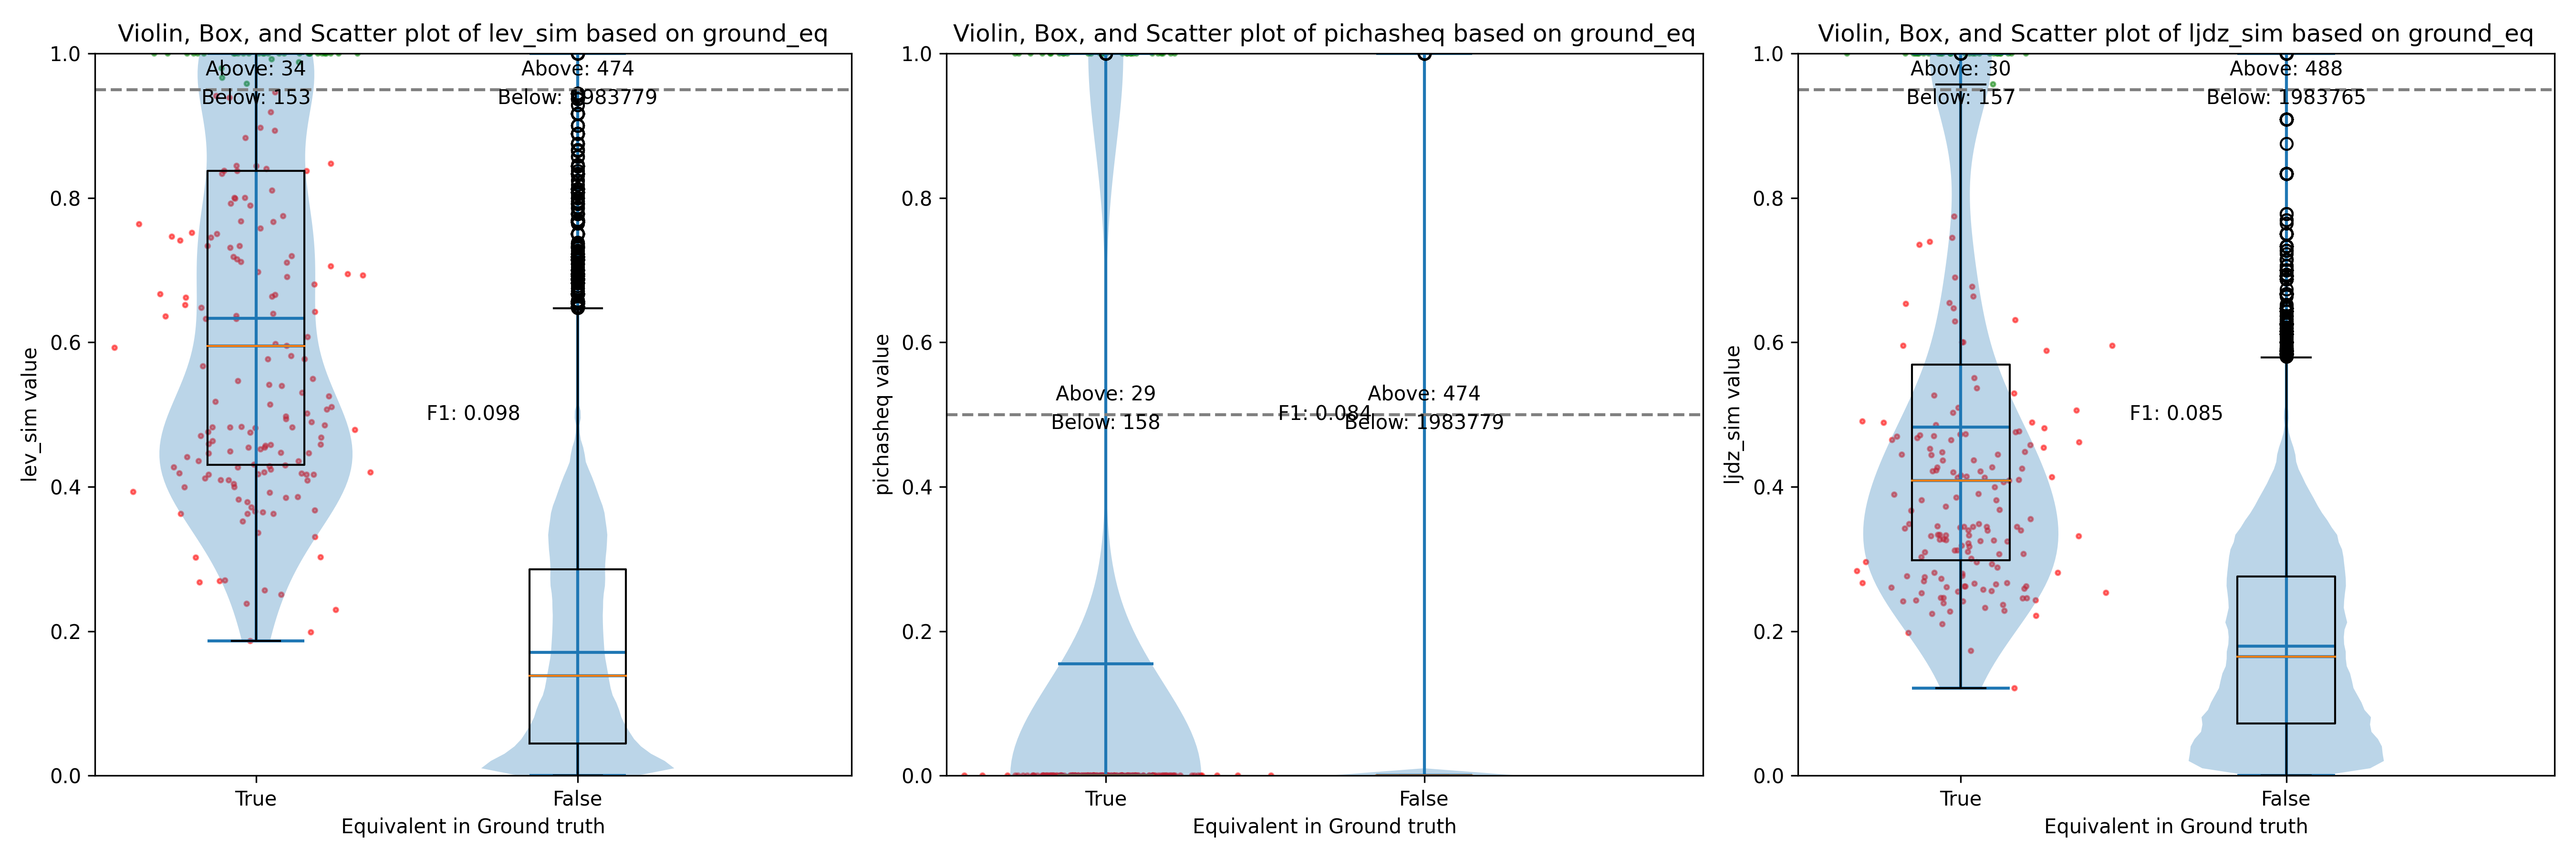 Violin, Box, and Scatter plot of lev_sim based on ground_eq
1.0
0.8
0.6
0.4
0.2
0.0
lev_sim value
Above: 34
Below: 153
Above: 474
Below: 1983779
F1: 0.098
True
False
Equivalent in Ground truth
Violin, Box, and Scatter plot of pichasheq based on ground_eq
1.0
0.8
0.6
0.4
0.2
0.0
pichasheq value
Above: 29
Below: 158
Above: 474
Below: 1983779
F1: 0.084
True
False
Equivalent in Ground truth
Violin, Box, and Scatter plot of ljdz_sim based on ground_eq
1.0
0.8
0.6
0.4
0.2
0.0
ljdz_sim value
Above: 30
Below: 157
Above: 488
Below: 1983765
F1: 0.085
True
False
Equivalent in Ground truth